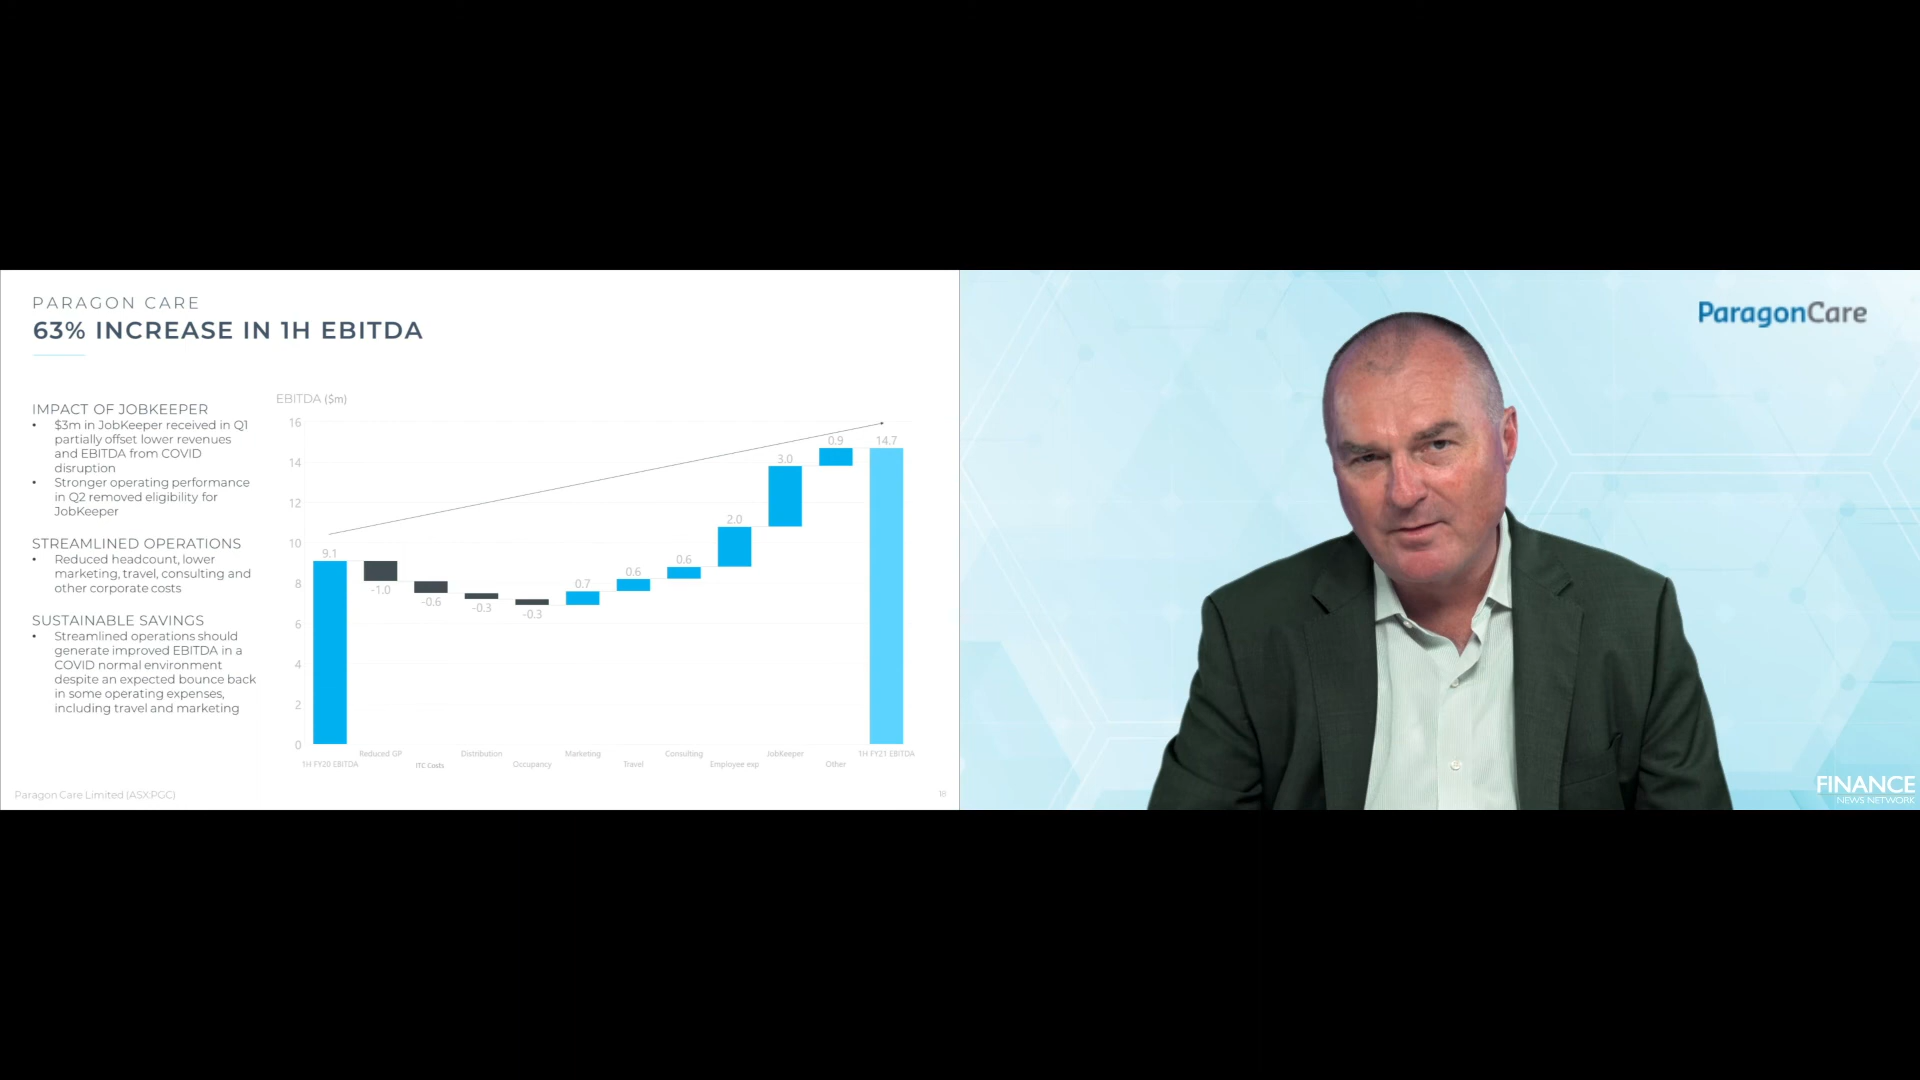 PARAGON CARE
63% INCREASE IN 1H EBITDA
IMPACT OF JOBKEEPER
• $3m in JobKeeper received in Q1
partially offset lower revenues
and EBITDA from COVID
disruption
• Stronger operating performance
in Q2 removed eligibility for
JobKeeper
STREAMLINED OPERATIONS
• Reduced headcount, lower
marketing, travel, consulting and
other corporate costs
SUSTAINABLE SAVINGS
• Streamlined operations should
generate improved EBITDA in a
COVID normal environment
despite an expected bounce back
in some operating expenses,
including travel and marketing
EBITDA ($m)
16
14
12
10
8
6
4
2
0
9.1
-1.0
-0.6
-0.3
-0.3
0.7
0.6
0.6
2.0
3.0
0.9
14.7
1H FY20 EBITDA
Reduced GP
ITC Costs
Distribution
Occupancy
Marketing
Travel
Consulting
Employee exp
JobKeeper
Other
1H FY21 EBITDA
Paragon Care Limited (ASX:PGC)
18
ParagonCare
FINANCE
NEWS NETWORK